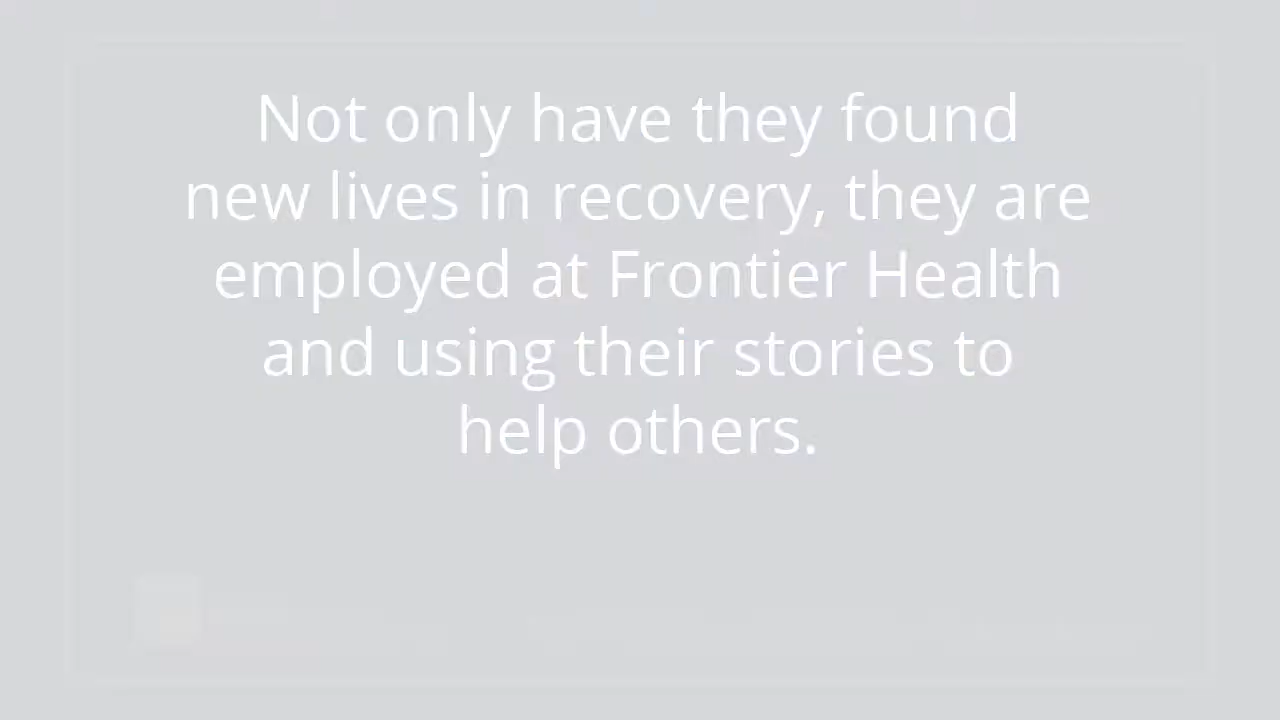 Not only have they found
new lives in recovery, they are
employed at Frontier Health
and using their stories to
help others.